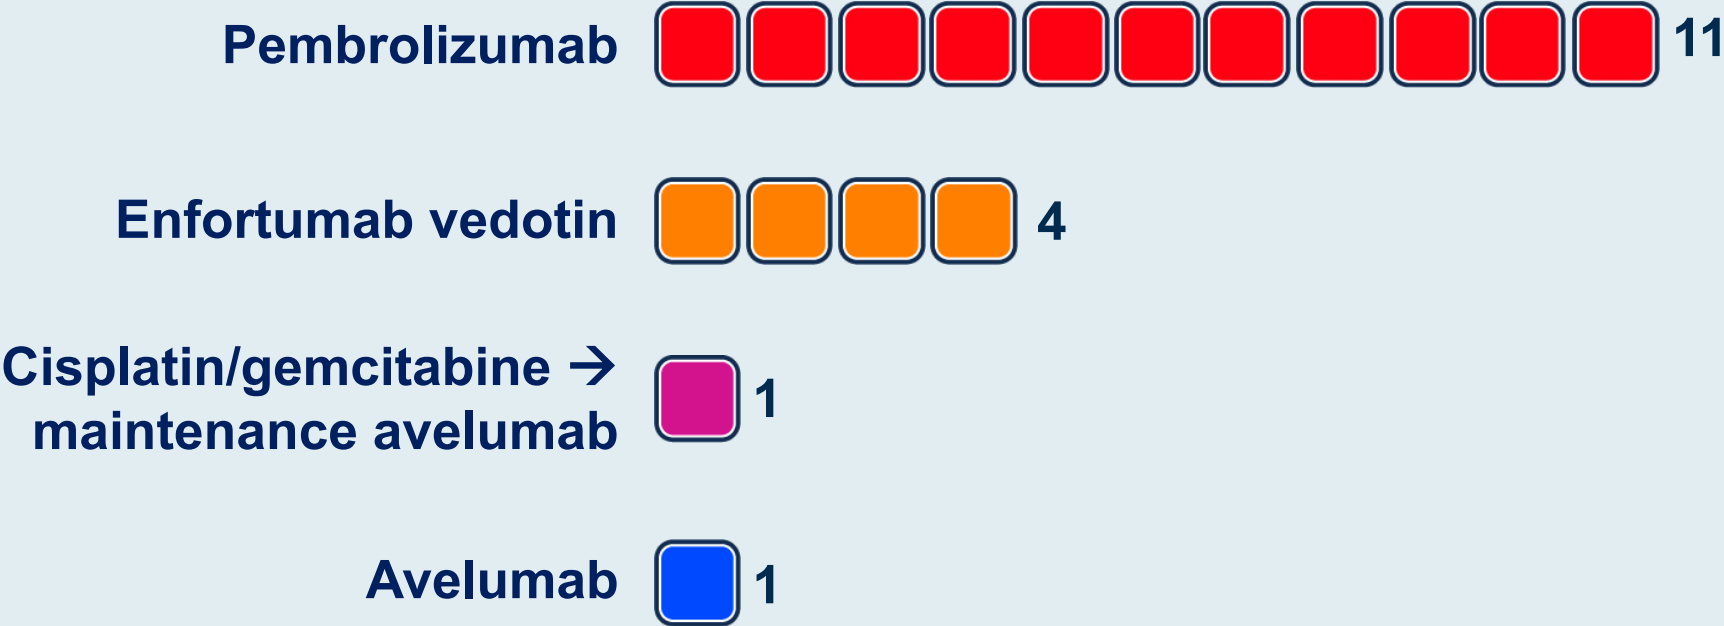 Pembrolizumab 11
Enfortumab vedotin 4
Cisplatin/gemcitabine →
maintenance avelumab 1
Avelumab 1